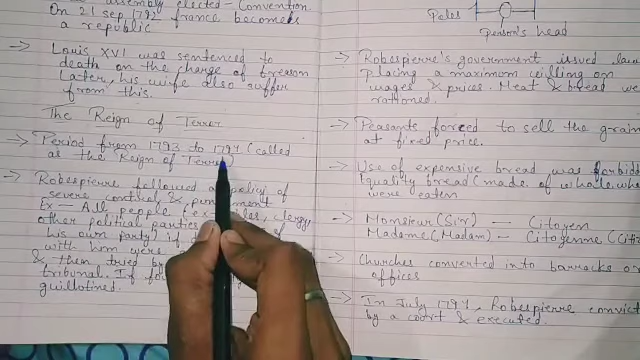 assembly elected - Convention
On 21 sep 1792 france becomes
a republic
→ Louis XVI was sentenced to
death on the charge of treason
Later, his wife also suffer
from this.
The Reign of Terror
→ Period from 1793 to 1794 (called
as the Reign of Terror)
→ Robespierre followed a policy of
severe control & punishment
Ex - All people (ex clergy
other political parties
his own party) if of
with him were
& then tried by
tribunal. If fo
guillotined.
Poles
person's head
→ Robespierre's government issued
placing a maximum ceiling on
wages & prices. Meat & bread
rationed.
→ Peasants forced to sell the grain
at fixed price.
→ Use of expensive bread was
equality bread (made of
were eaten
→ Monsieur (Sir) — Citoyen
Madame (Madam) — Citoyenne
→ Churches converted into barracks or
offices
→ In July 1794, Robespierre convict
by a court & executed.